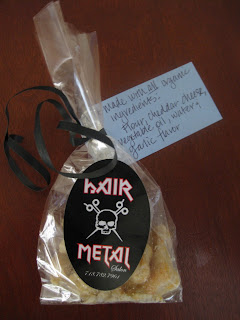 Made with all organic
ingredients.
Flour, cheddar cheese,
vegetable oil, water,
garlic flavor
HAIR
METAL
Salon